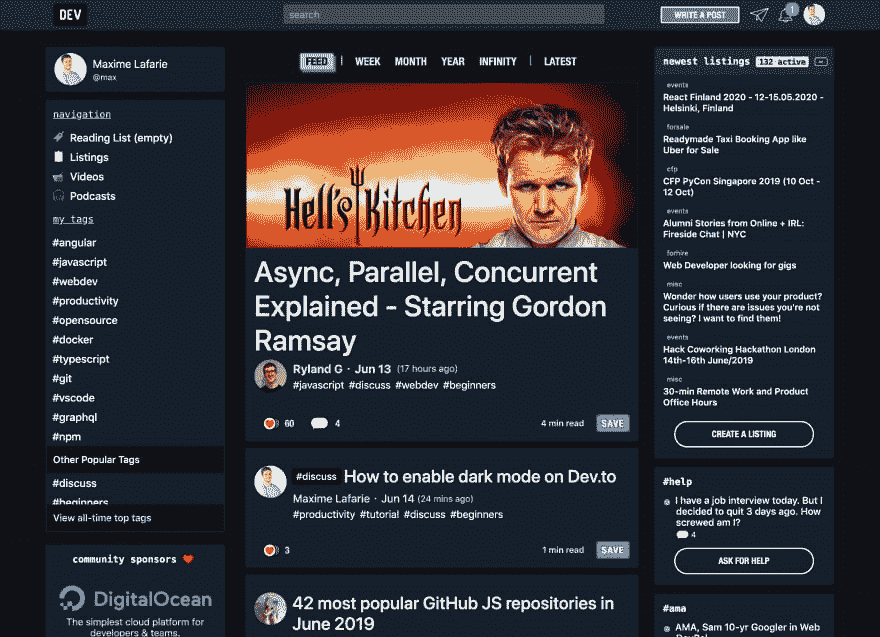 DEV
search
WRITE A POST
1
Maxime Lafarie
@max
navigation
Reading List (empty)
Listings
Videos
Podcasts
my tags
#angular
#javascript
#webdev
#productivity
#opensource
#docker
#typescript
#git
#vscode
#graphql
#npm
Other Popular Tags
#discuss
#beginners
View all-time top tags
community sponsors
DigitalOcean
The simplest cloud platform for
developers & teams.
FEED | WEEK MONTH YEAR INFINITY | LATEST
Hell's Kitchen
Async, Parallel, Concurrent
Explained - Starring Gordon
Ramsay
Ryland G · Jun 13 (17 hours ago)
#javascript #discuss #webdev #beginners
60 4 4 min read SAVE
#discuss How to enable dark mode on Dev.to
Maxime Lafarie · Jun 14 (24 mins ago)
#productivity #tutorial #discuss #beginners
3 1 min read SAVE
42 most popular GitHub JS repositories in
June 2019
newest listings 132 active
events
React Finland 2020 - 12-15.05.2020 -
Helsinki, Finland
forsale
Readymade Taxi Booking App like
Uber for Sale
cfp
CFP PyCon Singapore 2019 (10 Oct -
12 Oct)
events
Alumni Stories from Online + IRL:
Fireside Chat | NYC
forhire
Web Developer looking for gigs
misc
Wonder how users use your product?
Curious if there are issues you're not
seeing? I want to find them!
events
Hack Coworking Hackathon London
14th-16th June/2019
misc
30-min Remote Work and Product
Office Hours
CREATE A LISTING
#help
I have a job interview today. But I
decided to quit 3 days ago. How
screwed am I?
4
ASK FOR HELP
#ama
AMA, Sam 10-yr Googler in Web